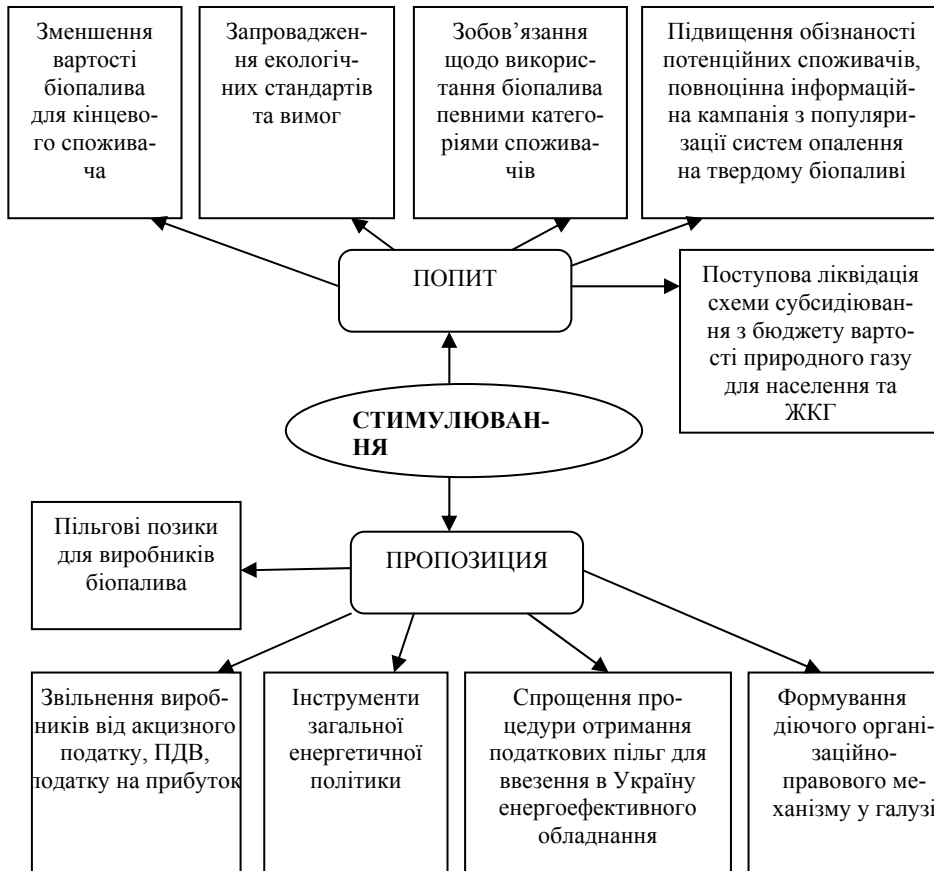 Зменшення
вартості
біопалива
для кінцево-
го спожива-
ча
Запроваджен-
ня екологіч-
них стандартів
та вимог
Зобов’язання
щодо викорис-
тання біопалива
певними катего-
ріями спожива-
чів
Підвищення обізнаності
потенційних споживачів,
повноцінна інформацій-
на кампанія з популяри-
зації систем опалення
на твердому біопаливі
ПОПИТ
Поступова ліквідація
схеми субсидіюван-
ня з бюджету варто-
сті природного газу
для населення та
ЖКГ
СТИМУЛЮВАН-
НЯ
Пільгові позики
для виробників
біопалива
ПРОПОЗИЦИЯ
Звільнення вироб-
ників від акцизного
податку, ПДВ,
податку на прибуток
Інструменти
загальної
енергетичної
політики
Спрощення про-
цедури отримання
податкових пільг для
ввезення в Україну
енергоефективного
обладнання
Формування
діючого органі-
заційно-
правового ме-
ханізму у галузі